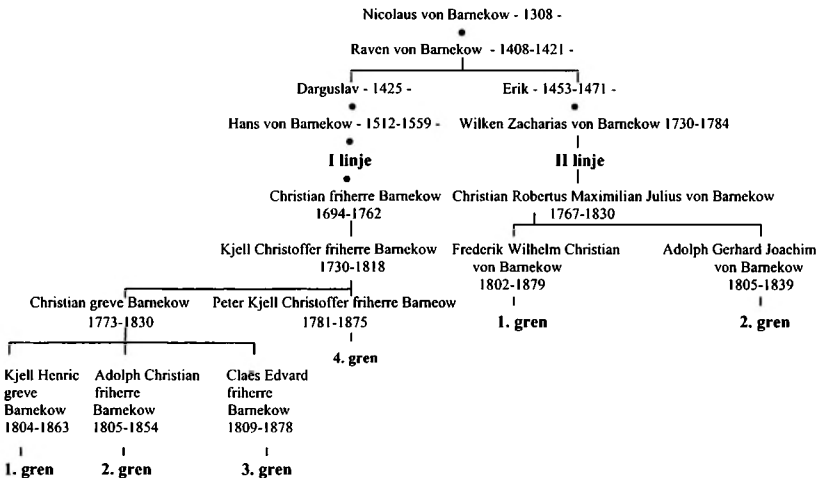 Nicolaus von Barnekow - 1308 -
Raven von Barnekow - 1408-1421 -
Darguslav - 1425 - Erik - 1453-1471 -
Hans von Barnekow - 1512-1559 - Wilken Zacharias von Barnekow 1730-1784
I linje II linje
Christian friherre Barnekow Christian Robertus Maximilian Julius von Barnekow
1694-1762 1767-1830
Kjell Christoffer friherre Barnekow Frederik Wilhelm Christian Adolph Gerhard Joachim
1730-1818 von Barnekow von Barnekow
1802-1879 1805-1839
Christian greve Barnekow Peter Kjell Christoffer friherre Barneow
1773-1830 1781-1875 1. gren 2. gren
4. gren
Kjell Henric Adolph Christian Claës Edvard
greve friherre friherre
Barnekow Barnekow Barnekow
1804-1863 1805-1854 1809-1878
1. gren 2. gren 3. gren